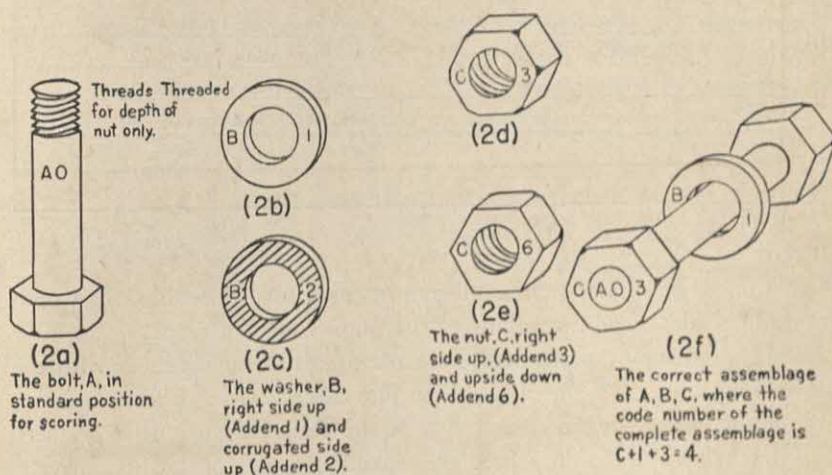 Threads Threaded
for depth of
nut only.
AO
(2a)
The bolt, A, in
standard position
for scoring.
B 1
(2b)
B 2
(2c)
The washer, B,
right side up
(Addend 1) and
corrugated side
up (Addend 2).
C 3
(2d)
C 6
(2e)
The nut, C, right
side up, (Addend 3)
and upside down
(Addend 6).
B 1
C AO 3
(2f)
The correct assemblage
of A, B, C, where the
code number of the
complete assemblage is
C+1+3=4.